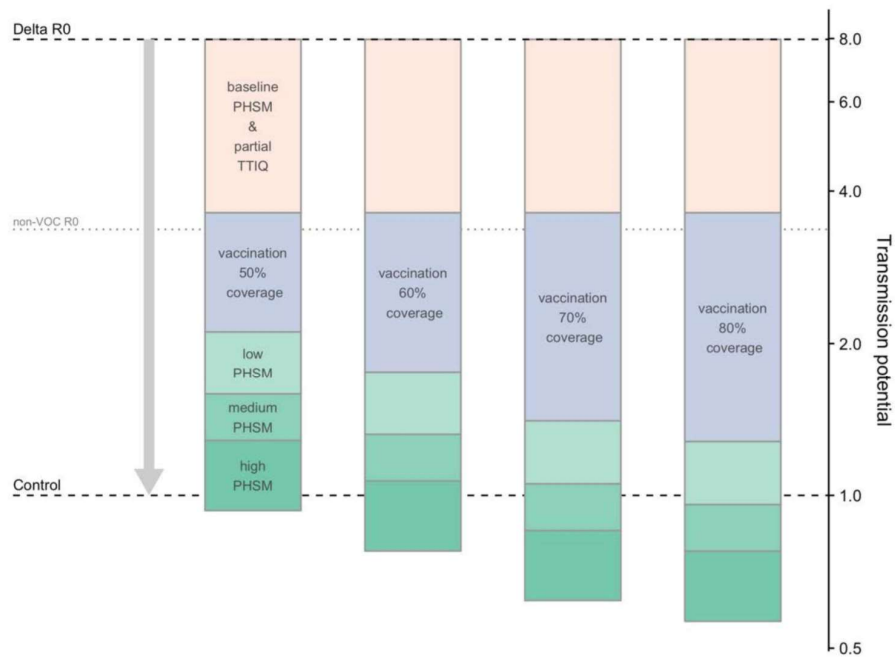 Delta R0
8.0
baseline
PHSM
&
partial
TTIQ
6.0
4.0
non-VOC R0
vaccination
50%
coverage
vaccination
60%
coverage
vaccination
70%
coverage
vaccination
80%
coverage
Transmission potential
2.0
low
PHSM
medium
PHSM
high
PHSM
Control
1.0
0.5